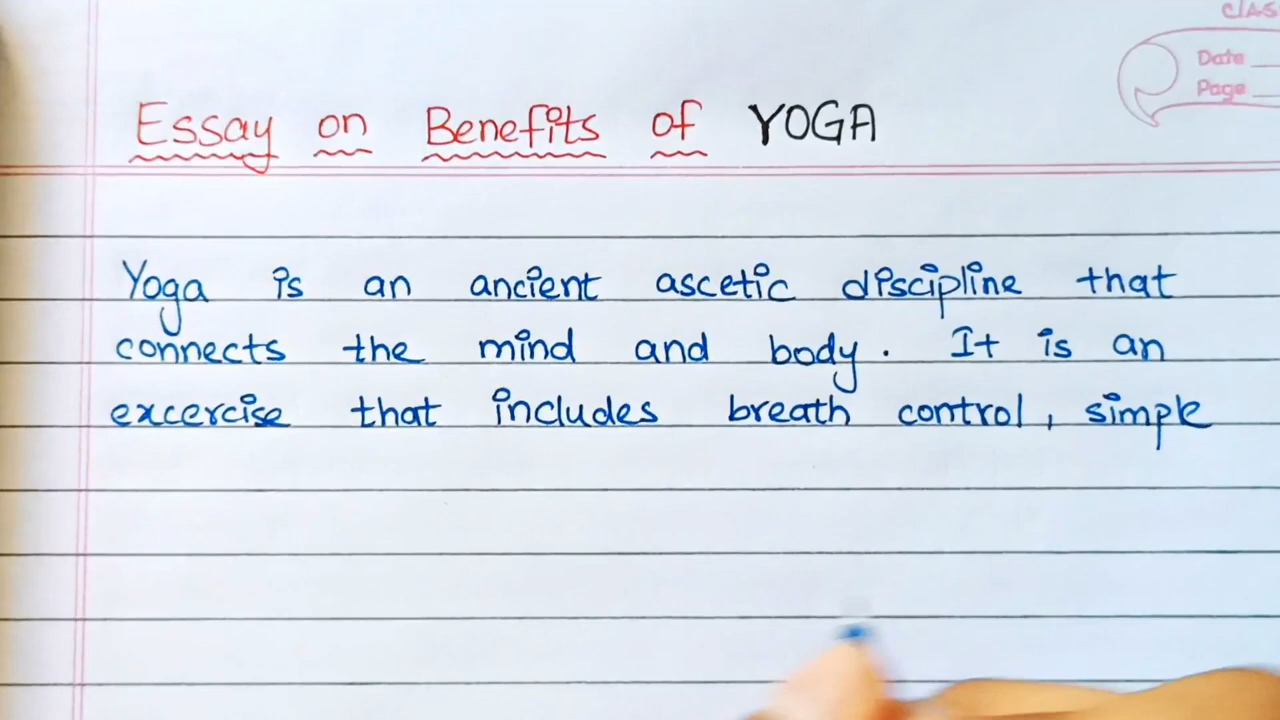 Date
Page
Essay on Benefits of YOGA
Yoga is an ancient ascetic discipline that
connects the mind and body. It is an
excercise that includes breath control, simple